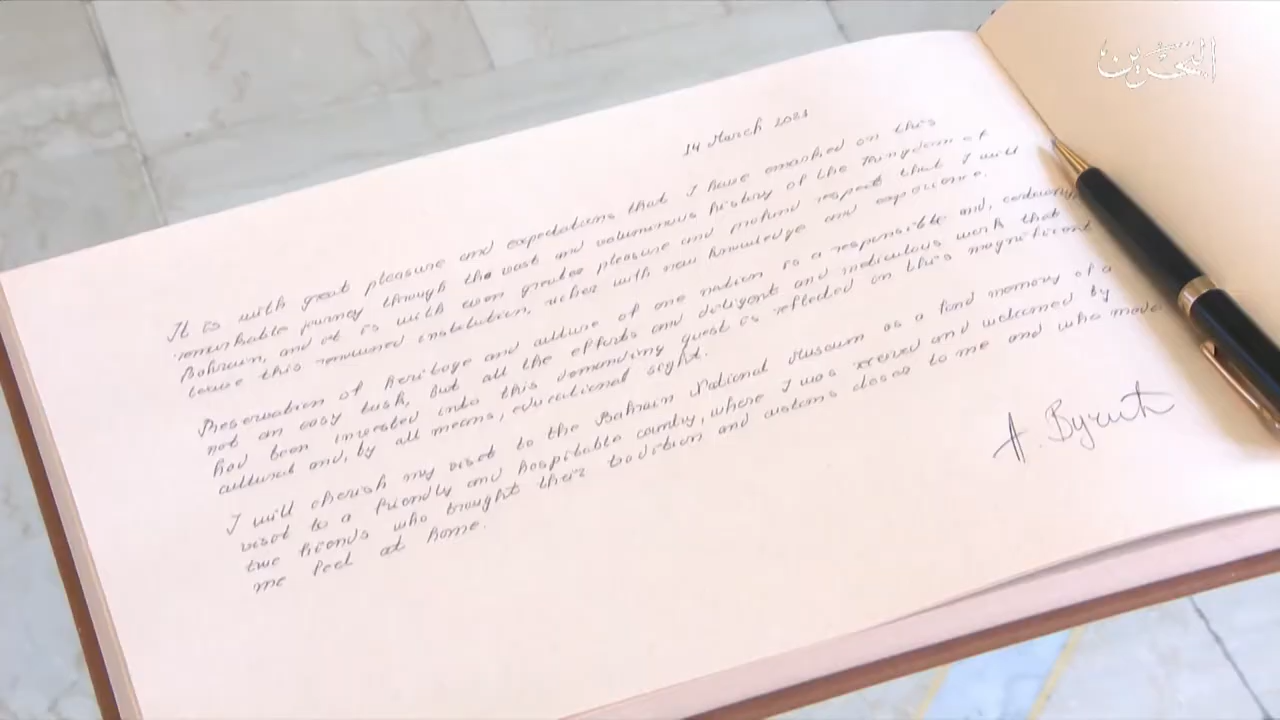 البحرين
14 March 2023
It is with great pleasure and expectations that I have emarked on this
remarkable journey through the vast and voluminous history of the Kingdom of
Bahrain, and it is with even greater pleasure and profund respect that I will
leave this renowned institution, richer with new knowledge and experience.
Preservation of heritage and culture of one nation is a responsible and, certainly,
not an easy task, but all the efforts and diligent and meticulous work that
had been invested into this demanding quest is reflected in this magnificent
cultural and, by all means, educational sight.
I will cherish my visit to the Bahrain National Museum as a fond memory of a
visit to a friendly and hospitable country, where I was received and welcomed by
true friends who brought their tradition and customs closer to me and who made
me feel at home.
A. Byrut